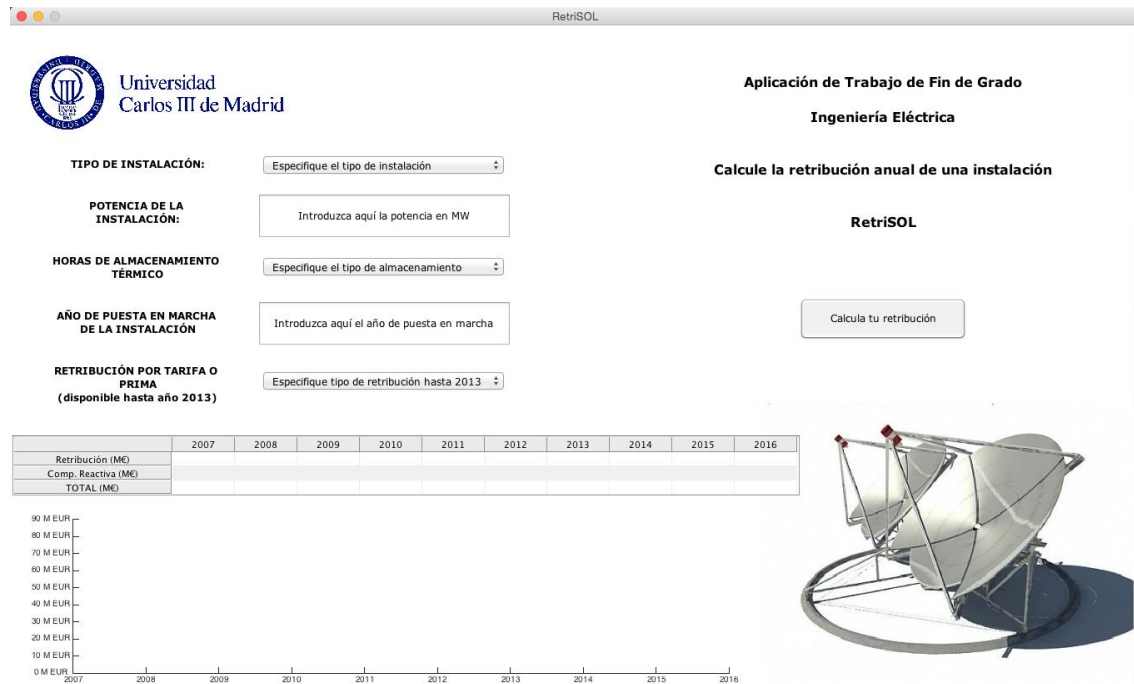 RetriSOL
Universidad
Carlos III de Madrid
Aplicación de Trabajo de Fin de Grado
Ingeniería Eléctrica
Calcule la retribución anual de una instalación
RetriSOL
TIPO DE INSTALACIÓN:
Especifique el tipo de instalación
POTENCIA DE LA
INSTALACIÓN:
Introduzca aquí la potencia en MW
HORAS DE ALMACENAMIENTO
TÉRMICO
Especifique el tipo de almacenamiento
AÑO DE PUESTA EN MARCHA
DE LA INSTALACIÓN
Introduzca aquí el año de puesta en marcha
Calcula tu retribución
RETRIBUCIÓN POR TARIFA O
PRIMA
(disponible hasta año 2013)
Especifique tipo de retribución hasta 2013
2007 2008 2009 2010 2011 2012 2013 2014 2015 2016
Retribución (M€)
Comp. Reactiva (M€)
TOTAL (M€)
90 M EUR
80 M EUR
70 M EUR
60 M EUR
50 M EUR
40 M EUR
30 M EUR
20 M EUR
10 M EUR
0 M EUR
2007 2008 2009 2010 2011 2012 2013 2014 2015 2016